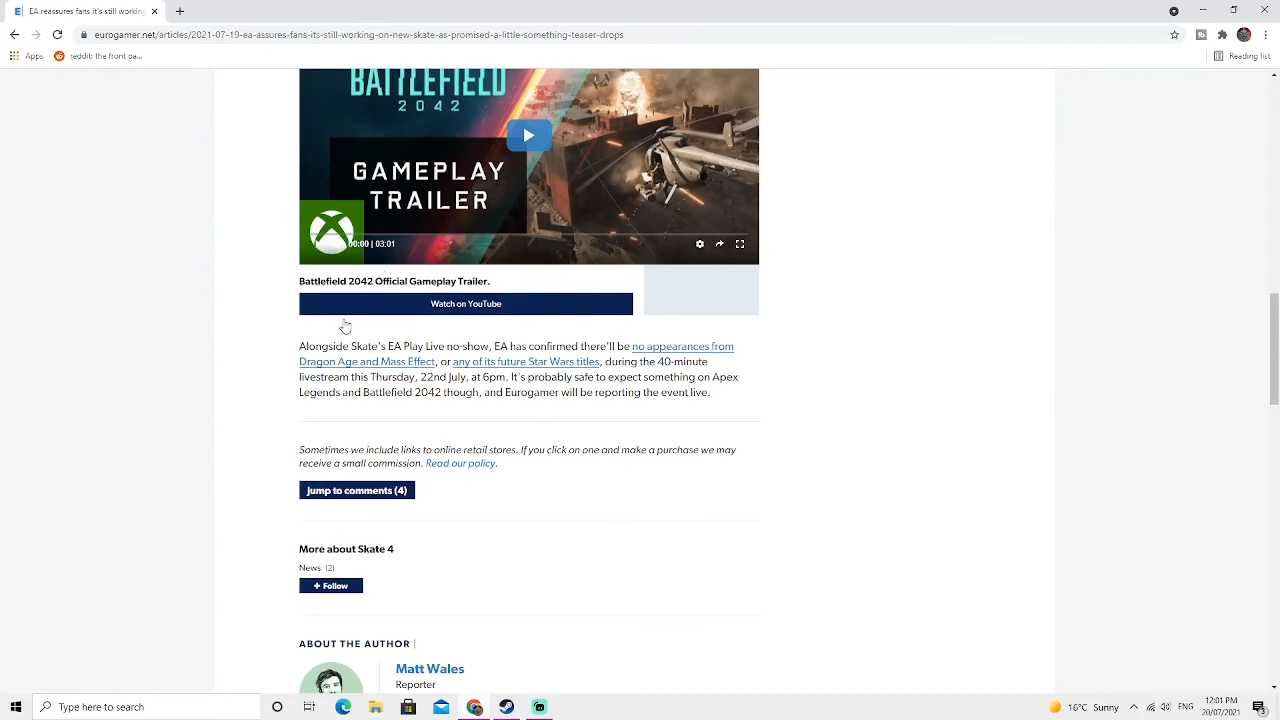 EA reassures fans it's still working
eurogamer.net/articles/2021-07-19-ea-assures-fans-its-still-working-on-new-skate-as-promised-a-little-something-teaser-drops
Apps
reddit: the front pa...
Reading list
BATTLEFIELD
2042
GAMEPLAY
TRAILER
00:00 | 03:01
Battlefield 2042 Official Gameplay Trailer.
Watch on YouTube
Alongside Skate's EA Play Live no-show, EA has confirmed there'll be no appearances from
Dragon Age and Mass Effect, or any of its future Star Wars titles, during the 40-minute
livestream this Thursday, 22nd July, at 6pm. It's probably safe to expect something on Apex
Legends and Battlefield 2042 though, and Eurogamer will be reporting the event live.
Sometimes we include links to online retail stores. If you click on one and make a purchase we may
receive a small commission. Read our policy.
Jump to comments (4)
More about Skate 4
News (2)
+ Follow
ABOUT THE AUTHOR |
Matt Wales
Reporter
Type here to search
16°C Sunny
ENG
12:01 PM
20/07/2021